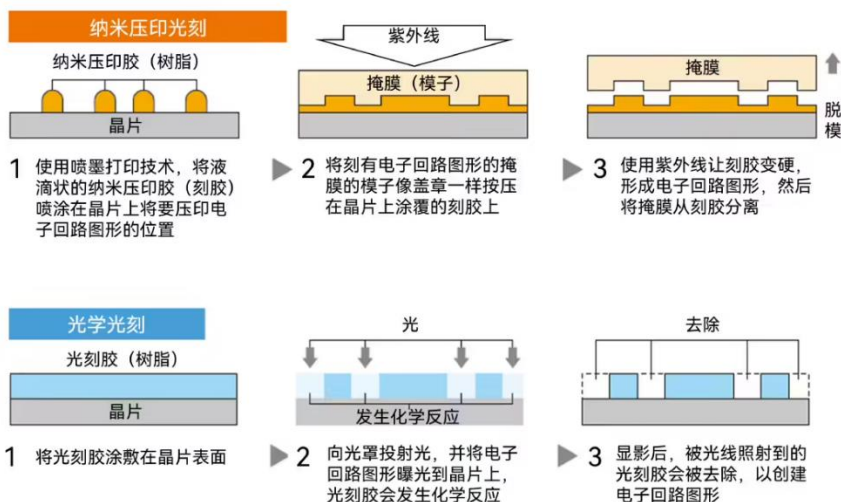 纳米压印光刻
纳米压印胶（树脂）
晶片
紫外线
掩膜（模子）
掩膜
脱
模
1 使用喷墨打印技术，将液
滴状的纳米压印胶（刻胶）
喷涂在晶片上将要压印电
子回路图形的位置
2 将刻有电子回路图形的掩
膜的模子像盖章一样按压
在晶片上涂覆的刻胶上
3 使用紫外线让刻胶变硬，
形成电子回路图形，然后
将掩膜从刻胶分离
光学光刻
光刻胶（树脂）
晶片
光
发生化学反应
去除
1 将光刻胶涂敷在晶片表面
2 向光罩投射光，并将电子
回路图形曝光到晶片上，
光刻胶会发生化学反应
3 显影后，被光线照射到的
光刻胶会被去除，以创建
电子回路图形